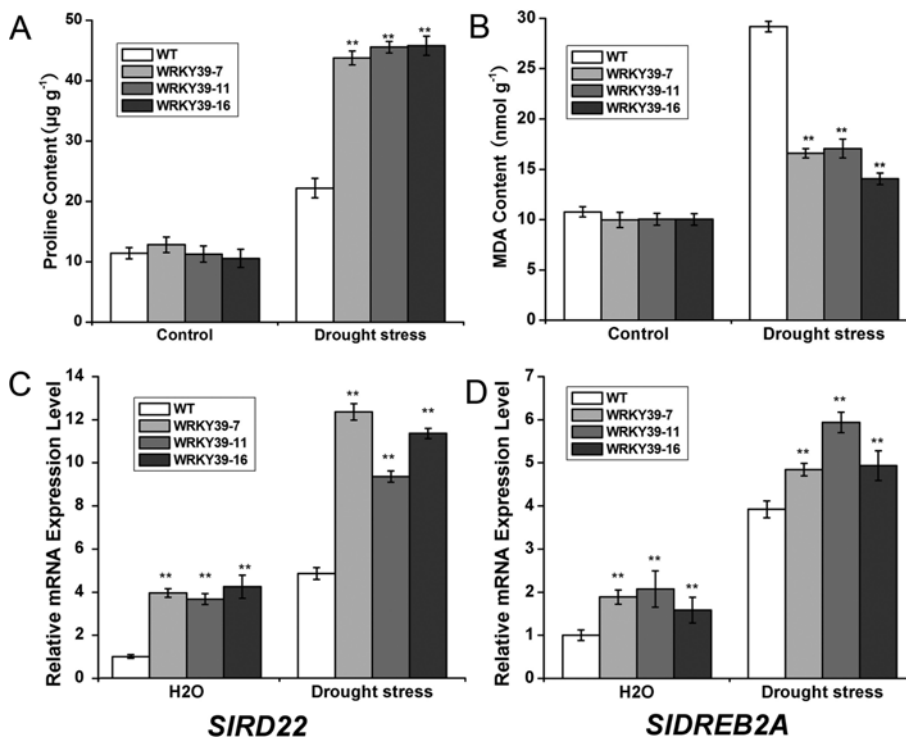 A
Proline Content (µg g-1)
50
40
30
20
10
0
WT
WRKY39-7
WRKY39-11
WRKY39-16
** ** **
Control Drought stress
B
MDA Content (nmol g-1)
30
25
20
15
10
5
0
WT
WRKY39-7
WRKY39-11
WRKY39-16
** ** **
Control Drought stress
C
Relative mRNA Expression Level
14
12
10
8
6
4
2
0
WT
WRKY39-7
WRKY39-11
WRKY39-16
** ** ** ** ** **
H2O Drought stress
SlRD22
D
Relative mRNA Expression Level
7
6
5
4
3
2
1
0
WT
WRKY39-7
WRKY39-11
WRKY39-16
** ** ** ** ** **
H2O Drought stress
SlDREB2A